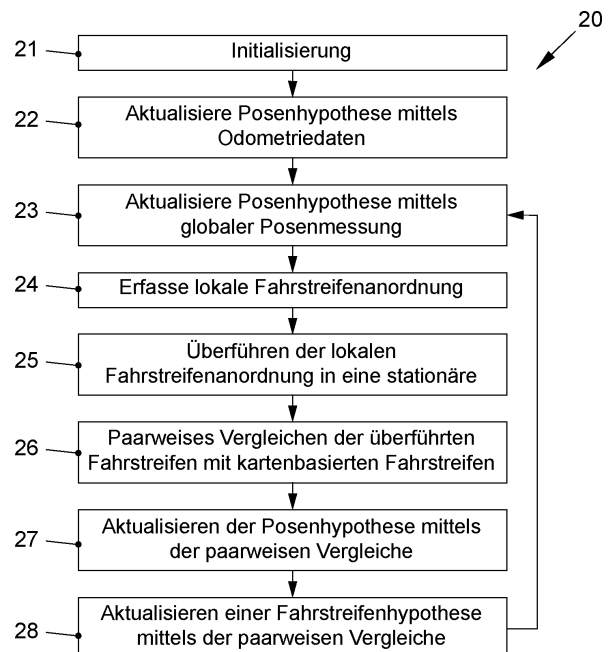 20
21
Initialisierung
22
Aktualisiere Posenhypothese mittels
Odometriedaten
23
Aktualisiere Posenhypothese mittels
globaler Posenmessung
24
Erfasse lokale Fahrstreifenanordnung
25
Überführen der lokalen
Fahrstreifenanordnung in eine stationäre
26
Paarweises Vergleichen der überführten
Fahrstreifen mit kartenbasierten Fahrstreifen
27
Aktualisieren der Posenhypothese mittels
der paarweisen Vergleiche
28
Aktualisieren einer Fahrstreifenhypothese
mittels der paarweisen Vergleiche